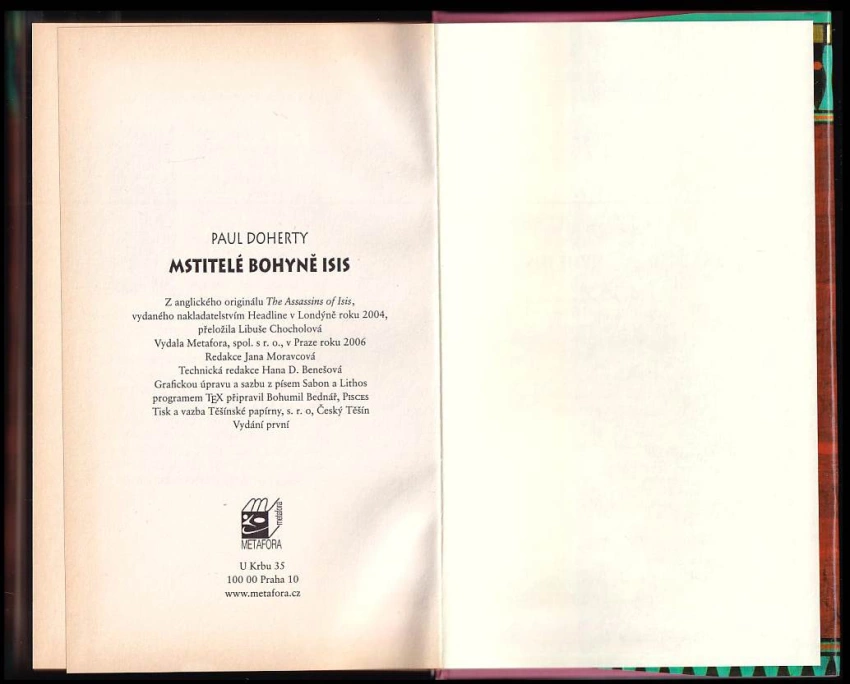 PAUL DOHERTY
MSTITELÉ BOHYNĚ ISIS
Z anglického originálu The Assassins of Isis,
vydaného nakladatelstvím Headline v Londýně roku 2004,
přeložila Libuše Chocholová
Vydala Metafora, spol. s r. o., v Praze roku 2006
Redakce Jana Moravcová
Technická redakce Hana D. Benešová
Grafickou úpravu a sazbu z písem Sabon a Lithos
programem TEX připravil Bohumil Bednář, PISCES
Tisk a vazba Těšínské papírny, s. r. o, Český Těšín
Vydání první
metafora
METAFORA
U Krbu 35
100 00 Praha 10
www.metafora.cz